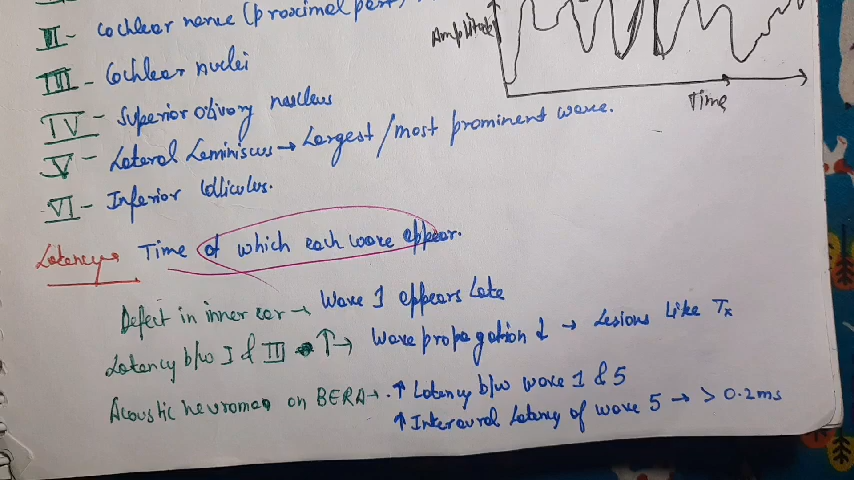 II - Cochlear nerve (proximal part)
Amplitude
III - Cochlear nuclei
IV - Superior olivary nucleus
Time
V - Lateral Leminiscus → Largest / most prominent wave.
VI - Inferior Colliculus.
Latency → Time at which each wave appear.
Defect in inner ear → Wave 1 appears late
Latency b/w I & III ↑ → Wave propagation ↓ → Lesions like Tx
Acoustic neuroma on BERA → ↑ Latency b/w wave 1 & 5
↑ Interaural latency of wave 5 → > 0.2ms